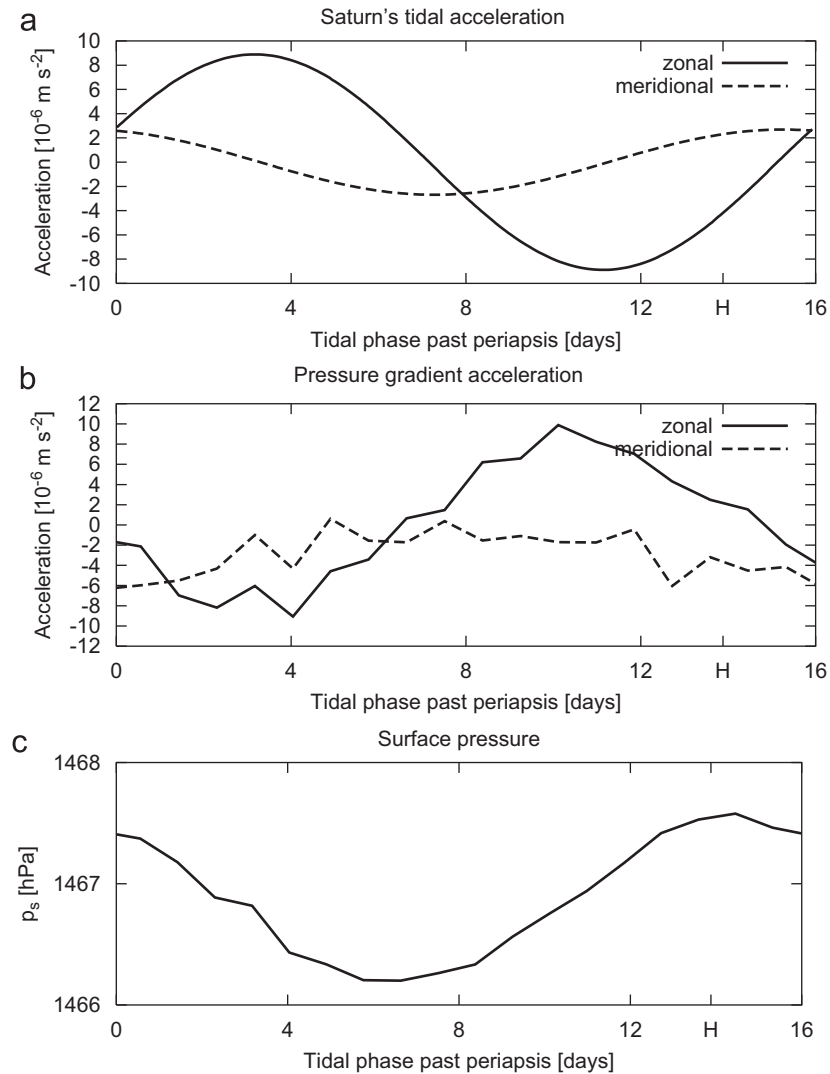 a
Saturn's tidal acceleration
10
8
6
4
2
0
-2
-4
-6
-8
-10
Acceleration [10-6 m s-2]
zonal
meridional
0 4 8 12 H 16
Tidal phase past periapsis [days]
b
Pressure gradient acceleration
12
10
8
6
4
2
0
-2
-4
-6
-8
-10
-12
Acceleration [10-6 m s-2]
zonal
meridional
0 4 8 12 H 16
Tidal phase past periapsis [days]
c
Surface pressure
1468
1467
1466
ps [hPa]
0 4 8 12 H 16
Tidal phase past periapsis [days]